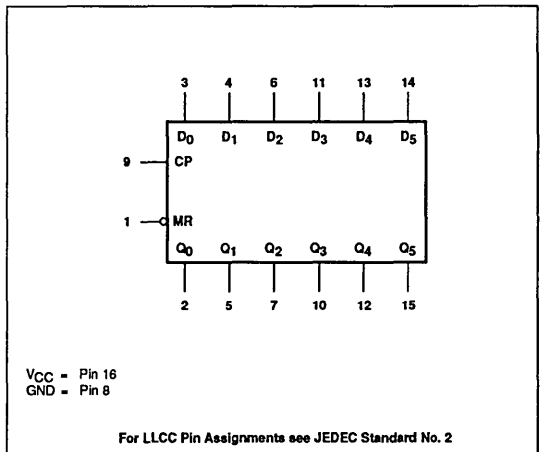 3 4 6 11 13 14
D0 D1 D2 D3 D4 D5
9 CP
1 MR
Q0 Q1 Q2 Q3 Q4 Q5
2 5 7 10 12 15
VCC = Pin 16
GND = Pin 8
For LLCC Pin Assignments see JEDEC Standard No. 2